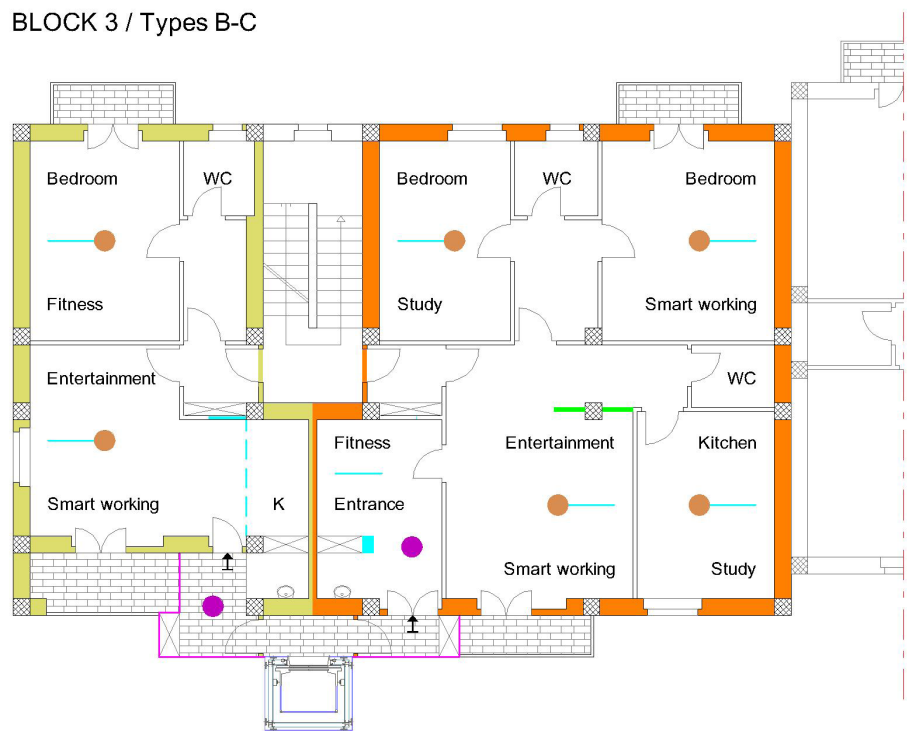 BLOCK 3 / Types B-C
Bedroom
WC
Bedroom
WC
Bedroom
Fitness
Study
Smart working
Entertainment
WC
Fitness
Entertainment
Kitchen
Smart working
K
Entrance
Smart working
Study